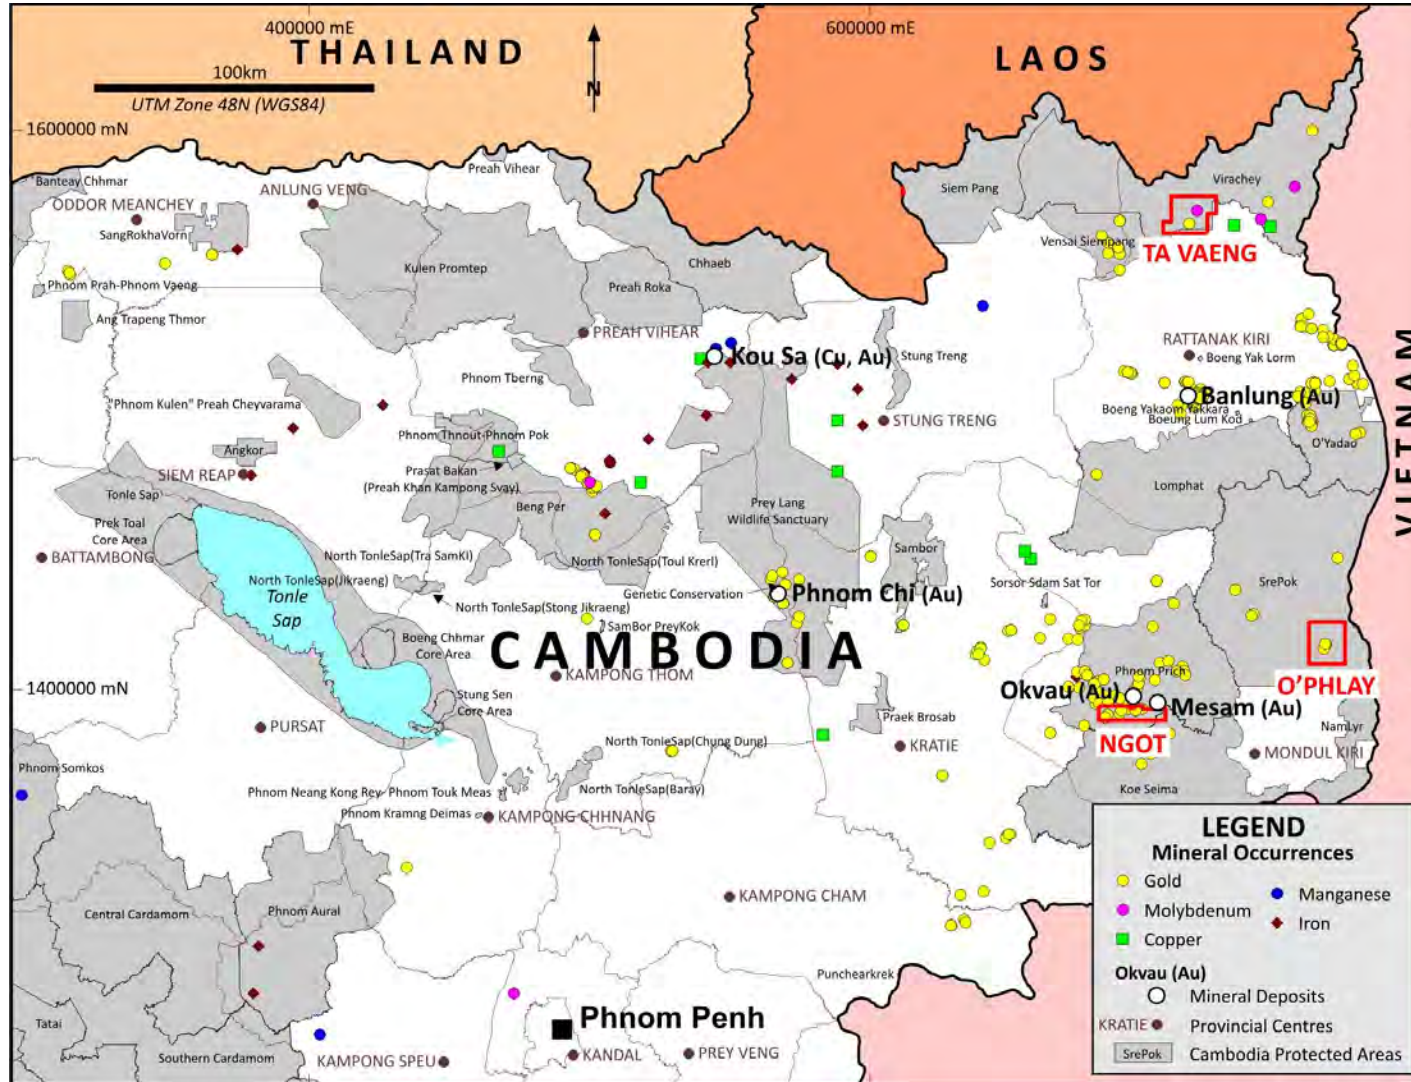 400000 mE
600000 mE
THAILAND
LAOS
100km
UTM Zone 48N (WGS84)
N
1600000 mN
Preah Vihear
Banteay Chhmar
ANLUNG VENG
ODDOR MEANCHEY
SangRokhaVorn
Siem Pang
Virachey
Vensai Siempang
TA VAENG
Kulen Promtep
Chhaeb
Preah Roka
Phnom Prah-Phnom Vaeng
Ang Trapeng Thmor
PREAH VIHEAR
Kou Sa (Cu, Au)
Stung Treng
RATTANAK KIRI
Boeng Yak Lorm
VIETNAM
Phnom Tberng
"Phnom Kulen" Preah Cheyvarama
Banlung (Au)
Boeng Yakaom Yakkara
Boeung Lum Kod
STUNG TRENG
O'Yadao
Phnom Thnout-Phnom Pok
Angkor
SIEM REAP
Prasat Bakan
(Preah Khan Kampong Svay)
Tonle Sap
Beng Per
Prey Lang
Wildlife Sanctuary
Lomphat
Prek Toal
Core Area
BATTAMBONG
North TonleSap(Tra SamKi)
North TonleSap(Toul Krerl)
Sambor
North TonleSap(Jikraeng)
Tonle
Sap
Genetic Conservation
Phnom Chi (Au)
Sorsor Sdam Sat Tor
SrePok
North TonleSap(Stong Jikraeng)
SamBor PreyKok
Boeng Chhmar
Core Area
CAMBODIA
KAMPONG THOM
1400000 mN
Phnom Prich
Okvau (Au)
Mesam (Au)
O'PHLAY
Stung Sen
Core Area
PURSAT
Praek Brosab
NamLyr
North TonleSap(Chung Dung)
KRATIE
NGOT
MONDUL KIRI
Phnom Somkos
Phnom Neang Kong Rey- Phnom Touk Meas
North TonleSap(Baray)
Koe Seima
Phnom Kramng Deimas
KAMPONG CHHNANG
LEGEND
Mineral Occurrences
Gold
Manganese
Molybdenum
Iron
Copper
Okvau (Au)
Mineral Deposits
KRATIE
Provincial Centres
SrePok
Cambodia Protected Areas
KAMPONG CHAM
Central Cardamom
Phnom Aural
Punchearkrek
Phnom Penh
Tatai
Southern Cardamom
KAMPONG SPEU
KANDAL
PREY VENG